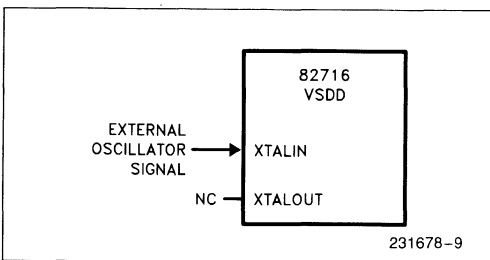 82716
VSDD
EXTERNAL
OSCILLATOR
SIGNAL
XTALIN
NC
XTALOUT
231678-9